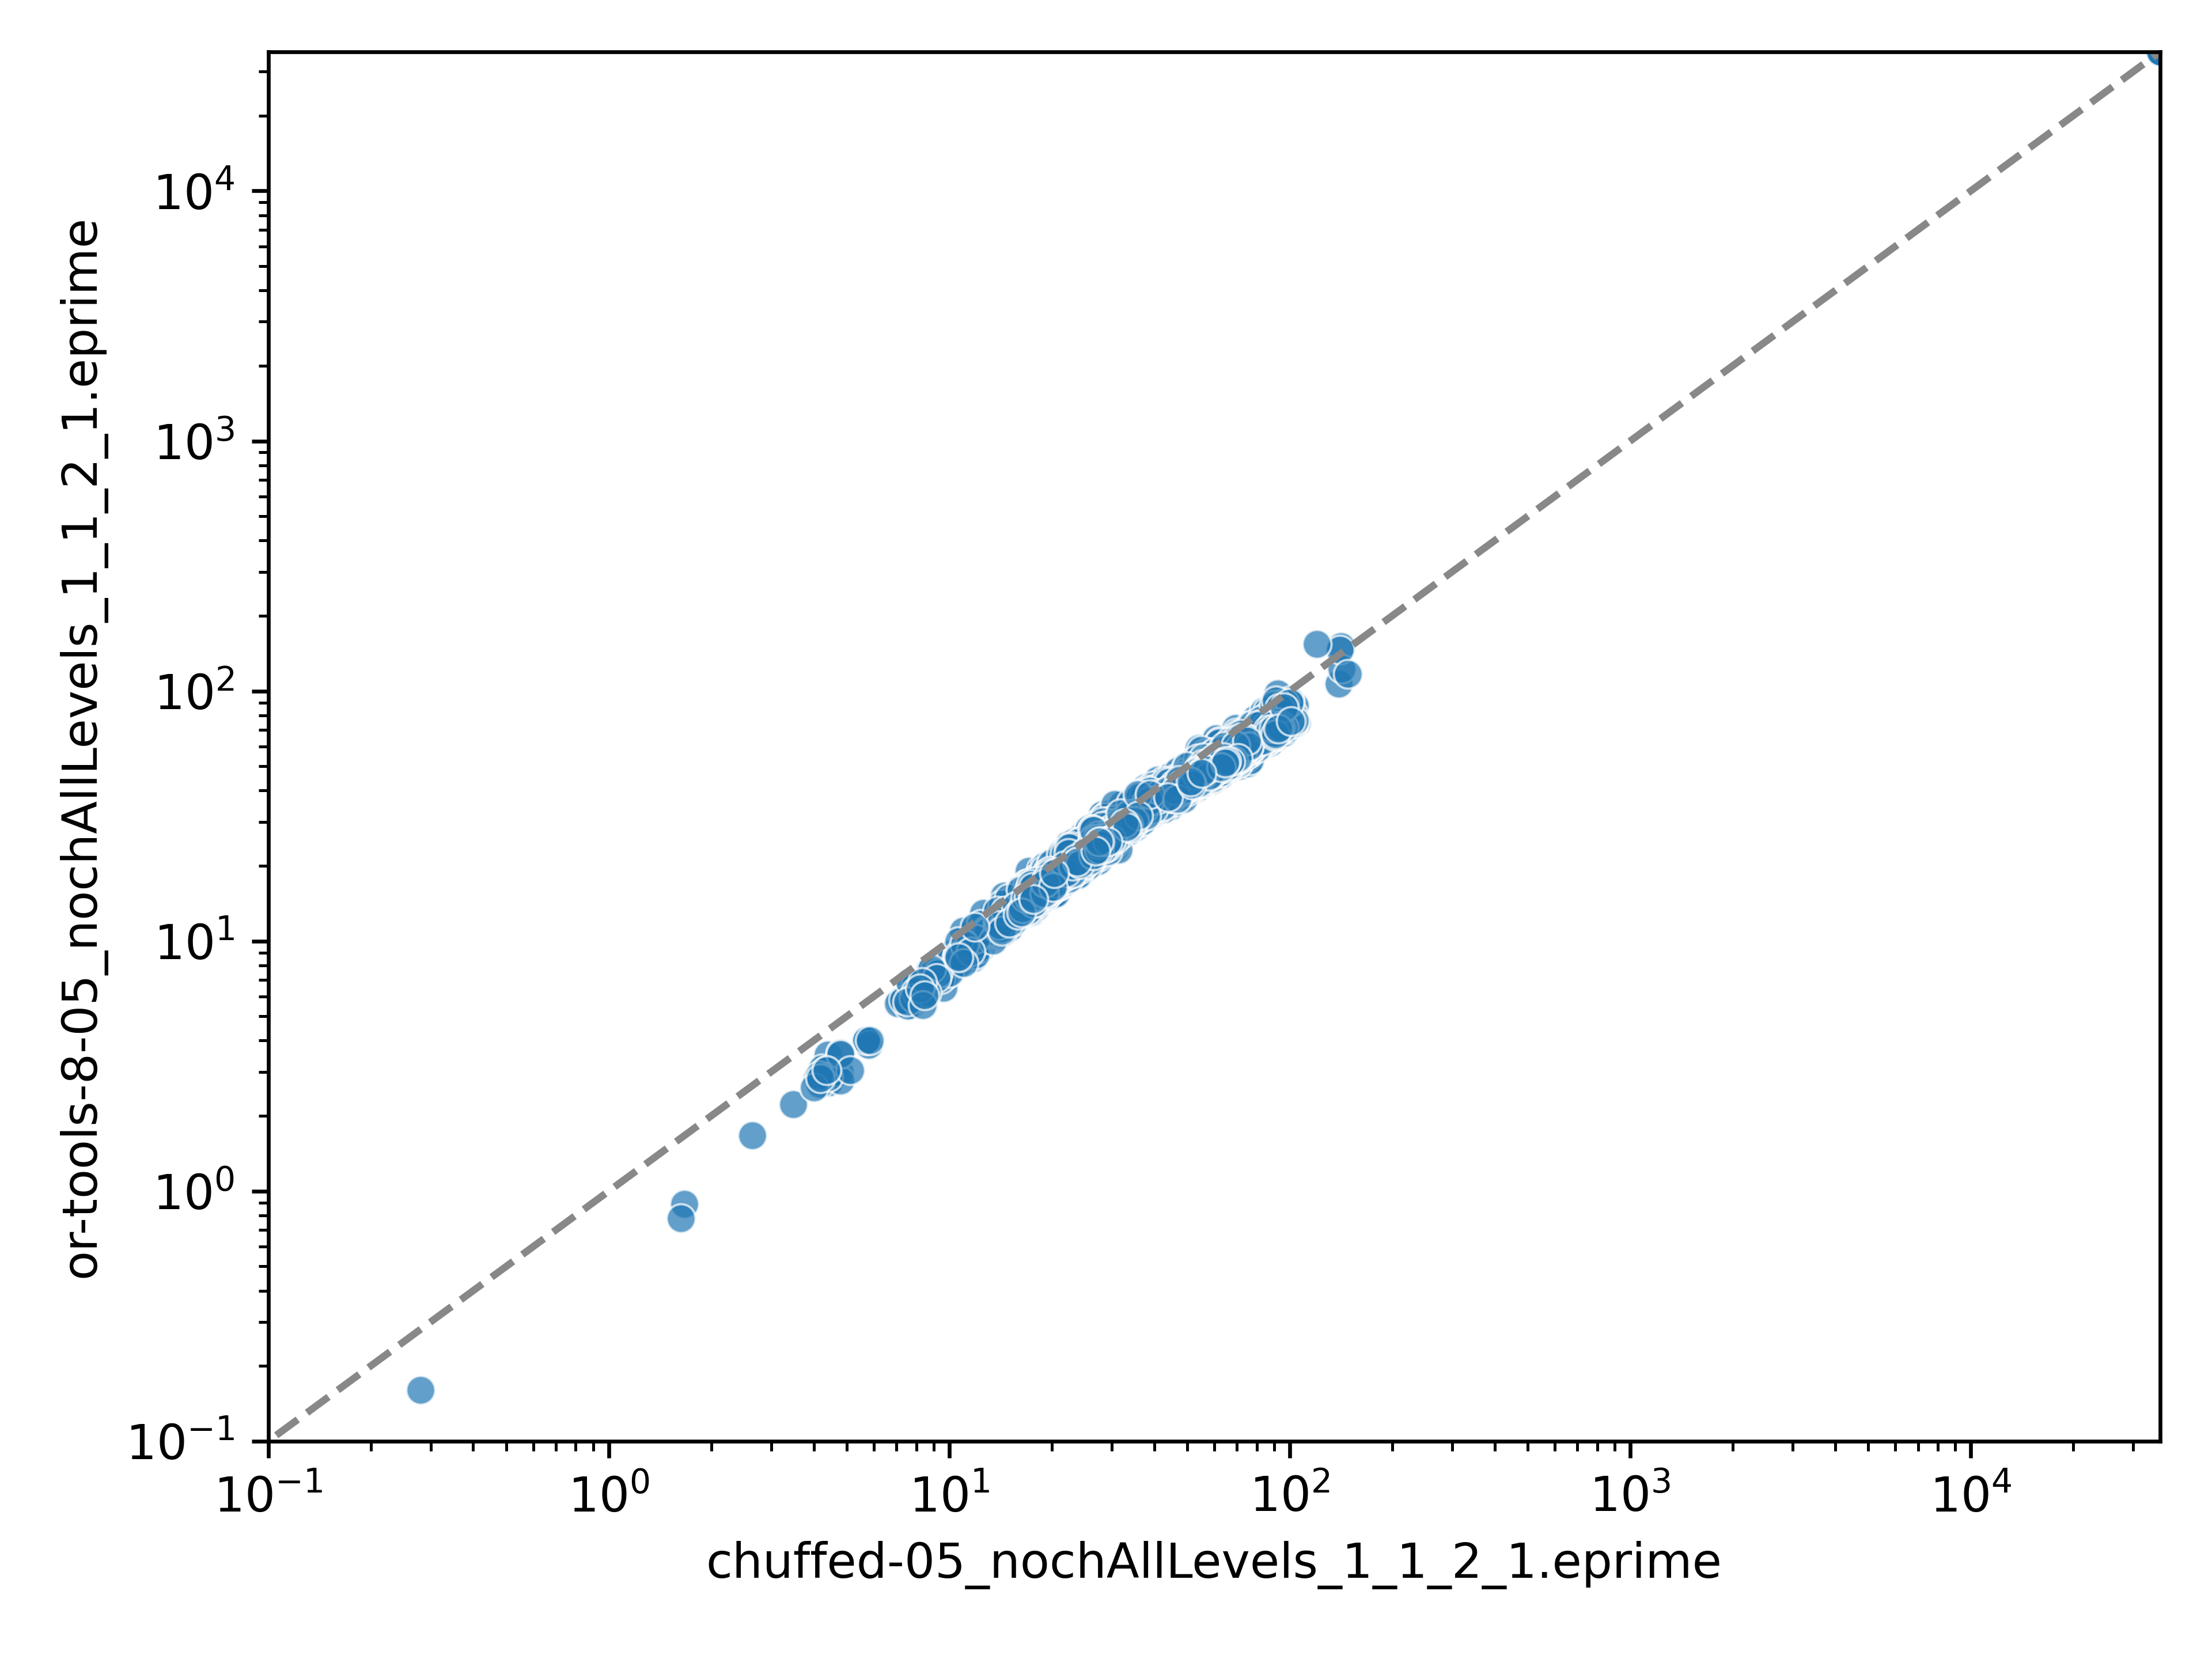 or-tools-8-05_nochAllLevels_1_1_2_1.eprime
10⁴
10³
10²
10¹
10⁰
10⁻¹
10⁻¹ 10⁰ 10¹ 10² 10³ 10⁴
chuffed-05_nochAllLevels_1_1_2_1.eprime